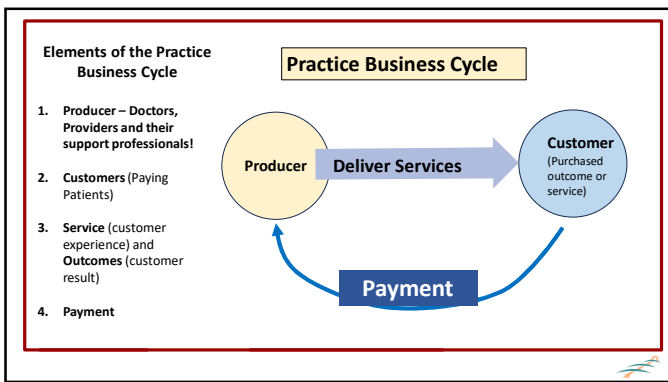 Elements of the Practice
Business Cycle
1. Producer – Doctors,
Providers and their
support professionals!
2. Customers (Paying
Patients)
3. Service (customer
experience) and
Outcomes (customer
result)
4. Payment
Practice Business Cycle
Producer
Deliver Services
Customer
(Purchased
outcome or
service)
Payment